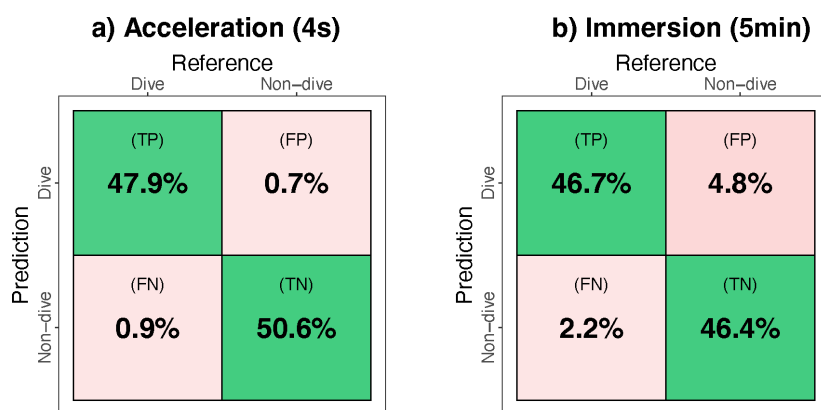 a) Acceleration (4s)
Reference
Dive Non−dive
Prediction
Dive
Non−dive
(TP) (FP)
47.9% 0.7%
(FN) (TN)
0.9% 50.6%
b) Immersion (5min)
Reference
Dive Non−dive
Prediction
Dive
Non−dive
(TP) (FP)
46.7% 4.8%
(FN) (TN)
2.2% 46.4%